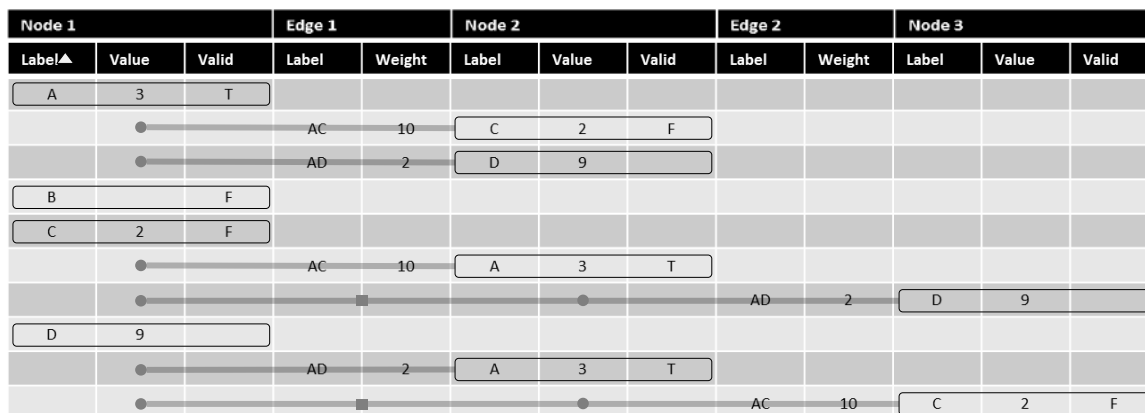 Node 1 Edge 1 Node 2 Edge 2 Node 3
Label Value Valid Label Weight Label Value Valid Label Weight Label Value Valid
A 3 T
AC 10 C 2 F
AD 2 D 9
B F
C 2 F
AC 10 A 3 T
AD 2 D 9
D 9
AD 2 A 3 T
AC 10 C 2 F